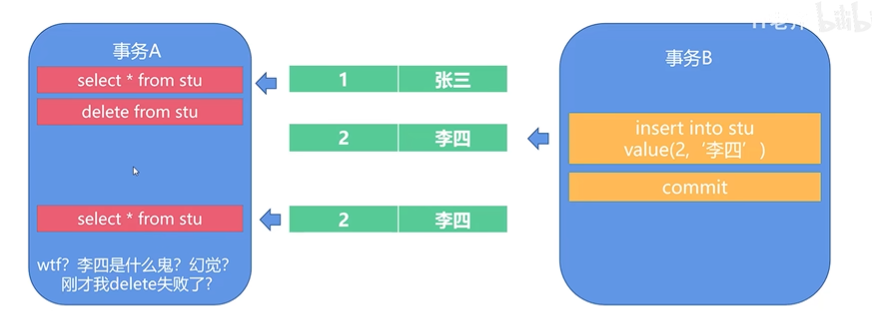 事务A
select * from stu
delete from stu
select * from stu
wtf？李四是什么鬼？幻觉？
刚才我delete失败了？
1 张三
2 李四
2 李四
事务B
insert into stu
value(2,‘李四’)
commit